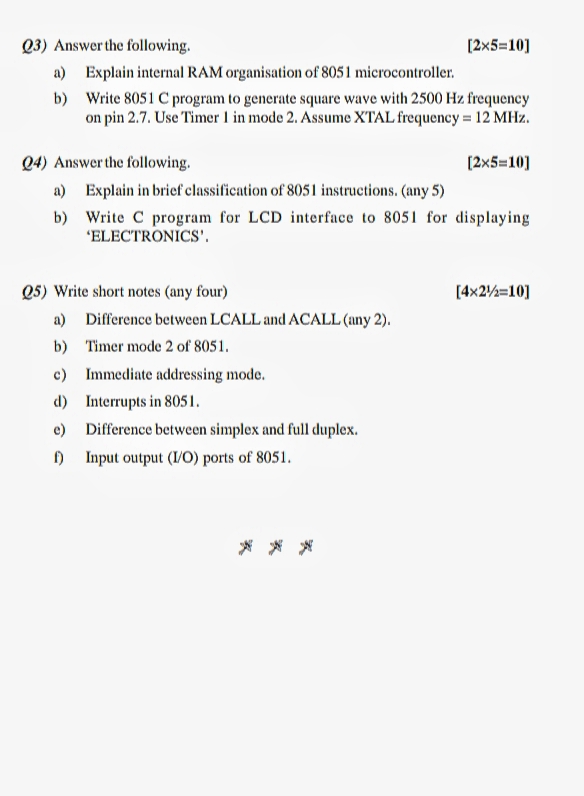 Q3) Answer the following. [2×5=10]
a) Explain internal RAM organisation of 8051 microcontroller.
b) Write 8051 C program to generate square wave with 2500 Hz frequency
on pin 2.7. Use Timer 1 in mode 2. Assume XTAL frequency = 12 MHz.
Q4) Answer the following. [2×5=10]
a) Explain in brief classification of 8051 instructions. (any 5)
b) Write C program for LCD interface to 8051 for displaying
‘ELECTRONICS’.
Q5) Write short notes (any four) [4×2½=10]
a) Difference between LCALL and ACALL (any 2).
b) Timer mode 2 of 8051.
c) Immediate addressing mode.
d) Interrupts in 8051.
e) Difference between simplex and full duplex.
f) Input output (I/O) ports of 8051.